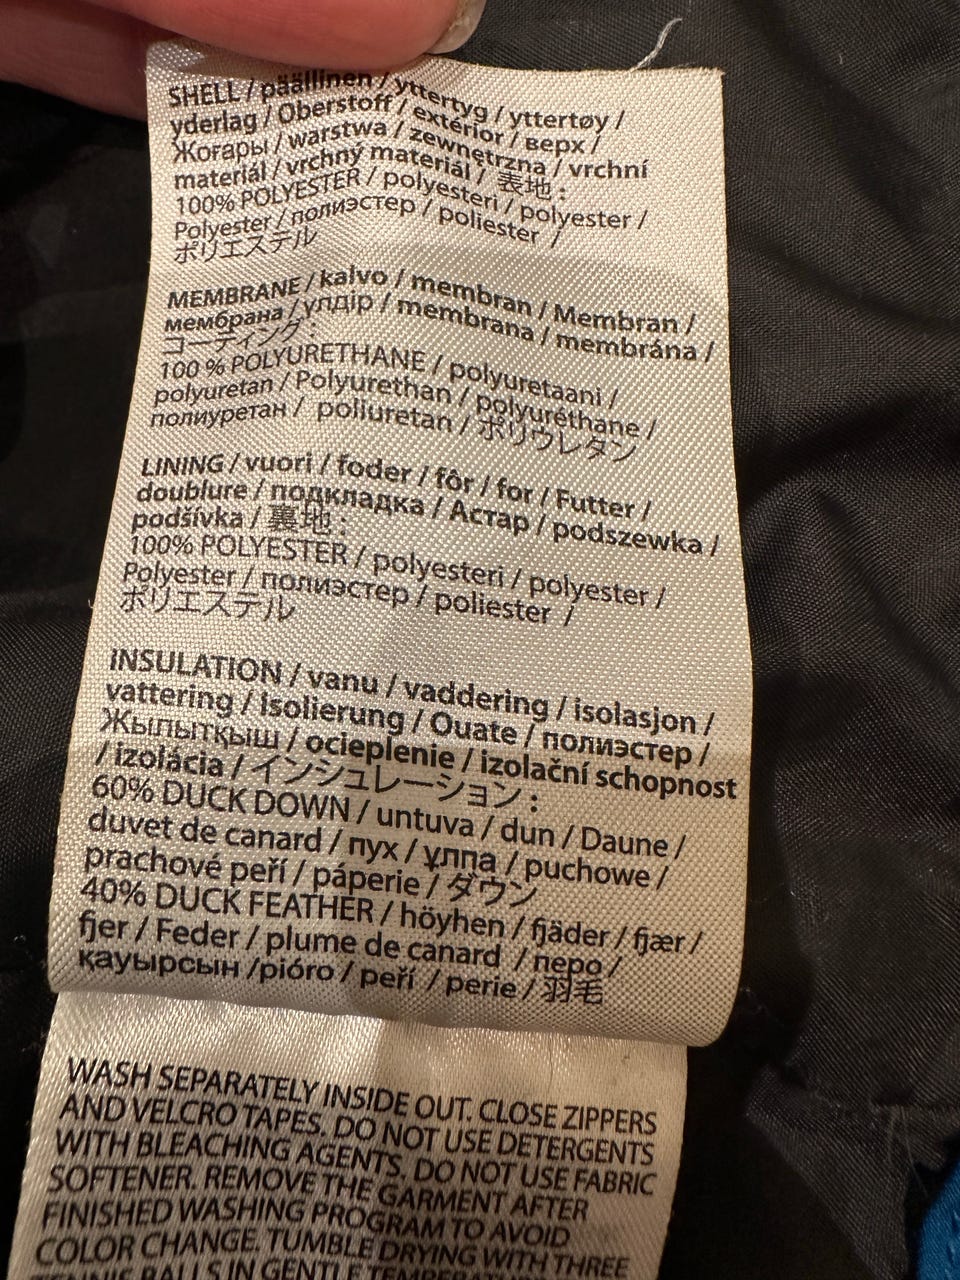 SHELL / päällinen / yttertyg / yttertøy /
yderlag / Oberstoff / extérior / верх /
Жоғары / warstwa / zewnętrzna / vrchní
materiál / vrchný materiál / 表地 :
100% POLYESTER / polyesteri / polyester /
Polyester / полиэстер / poliester /
ポリエステル
MEMBRANE / kalvo / membran / Membran /
мембрана / үлдір / membrana / membrána /
コーティング :
100 % POLYURETHANE / polyuretaani /
polyuretan / Polyurethan / polyuréthane /
полиуретан / poliuretan / ポリウレタン
LINING / vuori / foder / fôr / for / Futter /
doublure / подкладка / Астар / podszewka /
podšívka / 裏地 :
100% POLYESTER / polyesteri / polyester /
Polyester / полиэстер / poliester /
ポリエステル
INSULATION / vanu / vaddering / isolasjon /
vattering / Isolierung / Ouate / полиэстер /
Жылытқыш / ocieplenie / izolační schopnost
/ izolácia / インシュレーション :
60% DUCK DOWN / untuva / dun / Daune /
duvet de canard / пух / ұлпа / puchowe /
prachové peří / páperie / ダウン
40% DUCK FEATHER / höyhen / fjäder / fjær /
fjer / Feder / plume de canard / перо /
қауырсын /pióro / peří / perie / 羽毛
WASH SEPARATELY INSIDE OUT. CLOSE ZIPPERS
AND VELCRO TAPES. DO NOT USE DETERGENTS
WITH BLEACHING AGENTS. DO NOT USE FABRIC
SOFTENER. REMOVE THE GARMENT AFTER
FINISHED WASHING PROGRAM TO AVOID
COLOR CHANGE. TUMBLE DRYING WITH THREE
TENNIS BALLS IN GENTLE